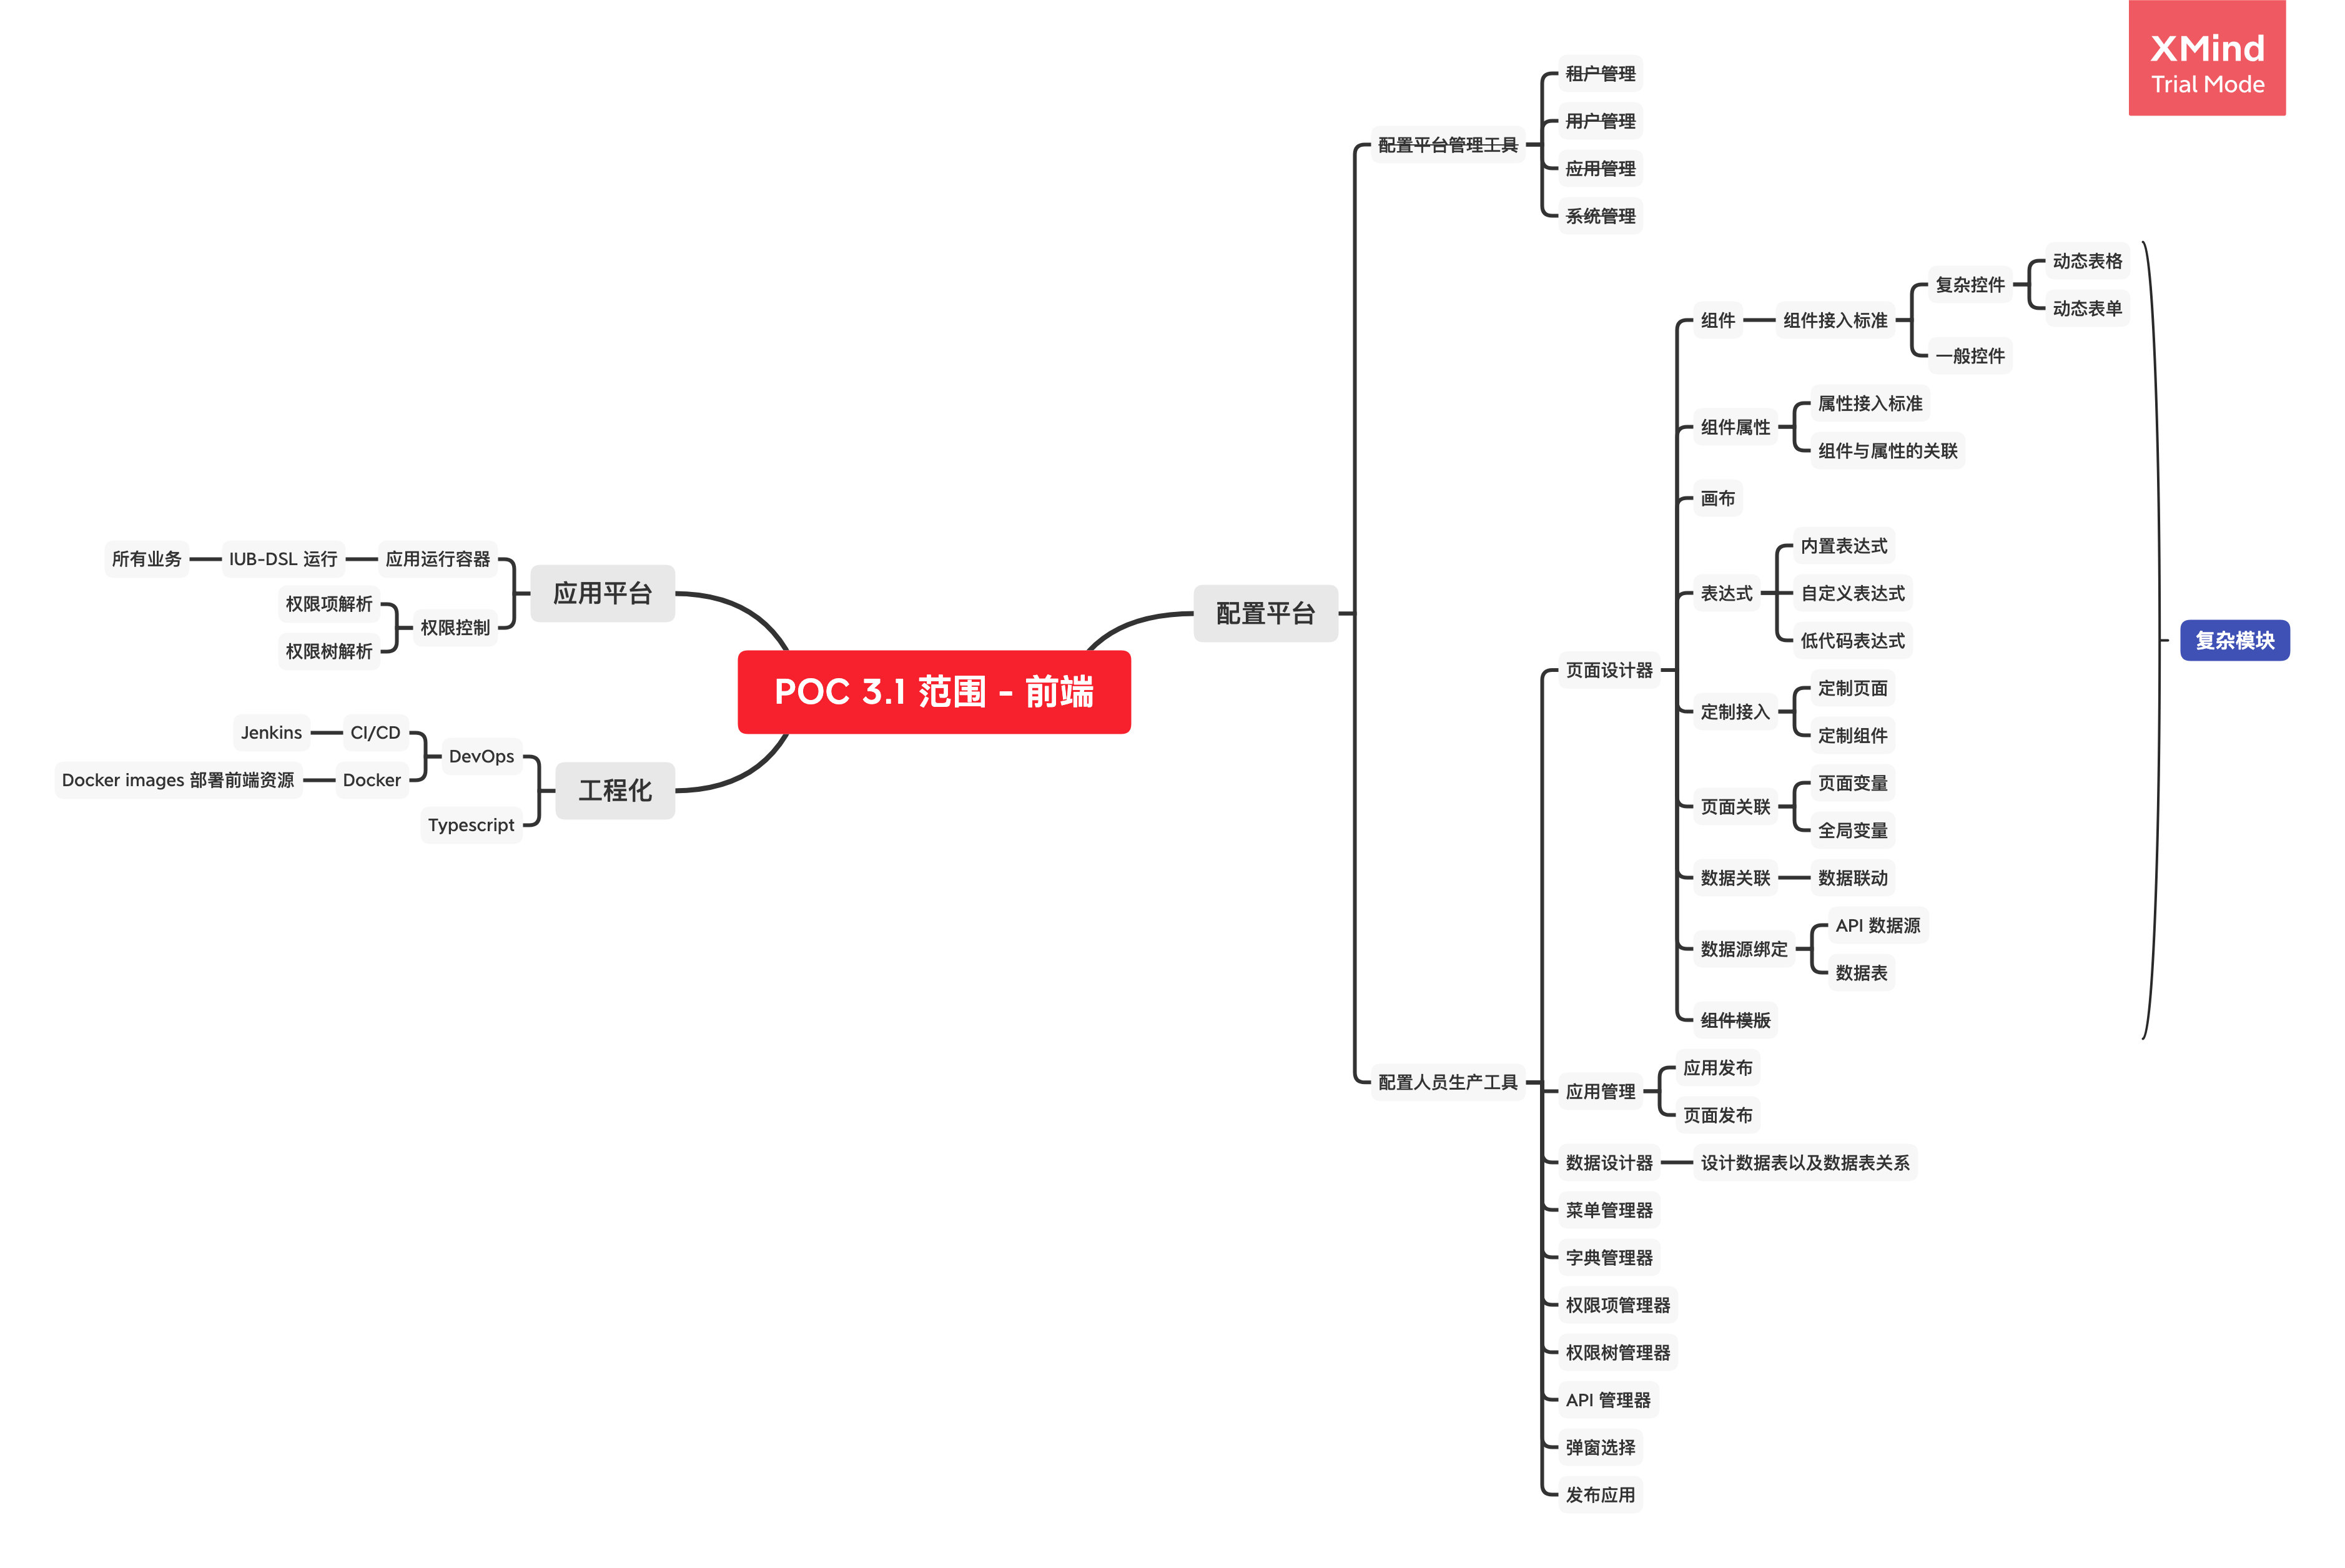 XMind
Trial Mode
POC 3.1 范围 - 前端
配置平台
配置平台管理工具
租户管理
用户管理
应用管理
系统管理
配置人员生产工具
页面设计器
组件
组件接入标准
复杂控件
动态表格
动态表单
一般控件
组件属性
属性接入标准
组件与属性的关联
画布
表达式
内置表达式
自定义表达式
低代码表达式
定制接入
定制页面
定制组件
页面关联
页面变量
全局变量
数据关联
数据联动
数据源绑定
API 数据源
数据表
组件模版
复杂模块
应用管理
应用发布
页面发布
数据设计器
设计数据表以及数据表关系
菜单管理器
字典管理器
权限项管理器
权限树管理器
API 管理器
弹窗选择
发布应用
应用平台
应用运行容器
IUB-DSL 运行
所有业务
权限控制
权限项解析
权限树解析
工程化
DevOps
CI/CD
Jenkins
Docker
Docker images 部署前端资源
Typescript